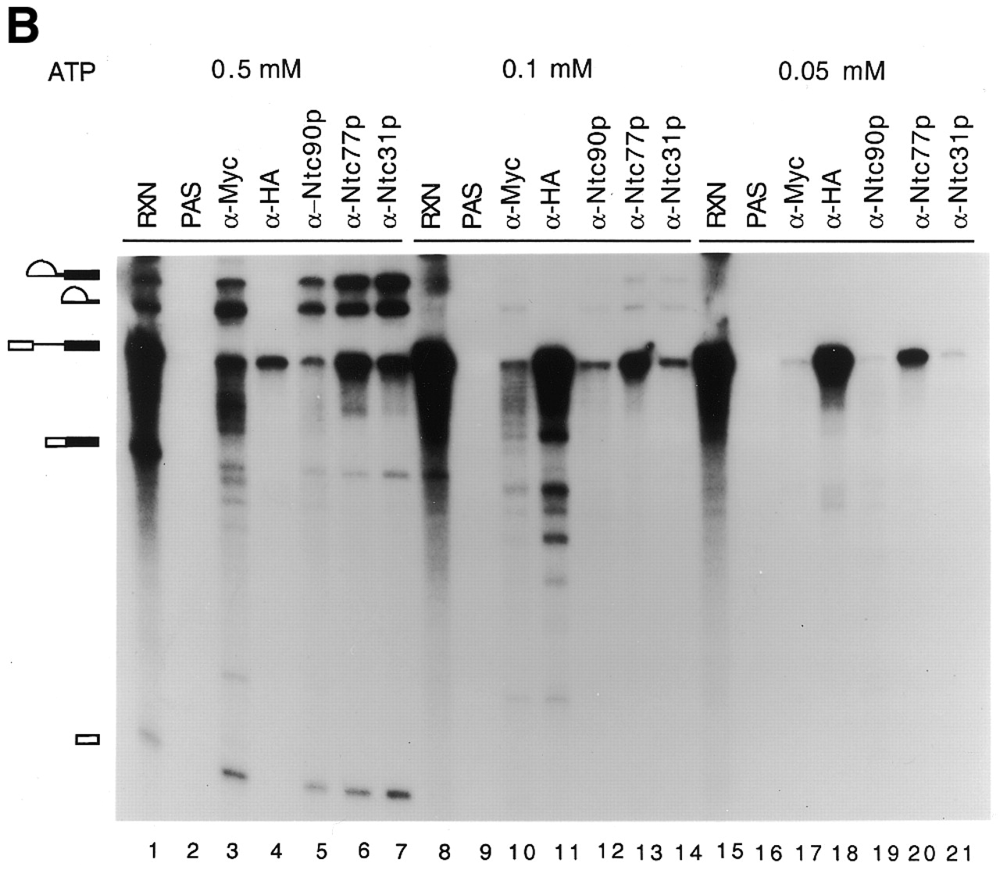 B
ATP 0.5 mM 0.1 mM 0.05 mM
RXN PAS α-Myc α-HA α–Ntc90p α-Ntc77p α-Ntc31p RXN PAS α-Myc α-HA α-Ntc90p α-Ntc77p α-Ntc31p RXN PAS α-Myc α-HA α-Ntc90p α-Ntc77p α-Ntc31p
1 2 3 4 5 6 7 8 9 10 11 12 13 14 15 16 17 18 19 20 21